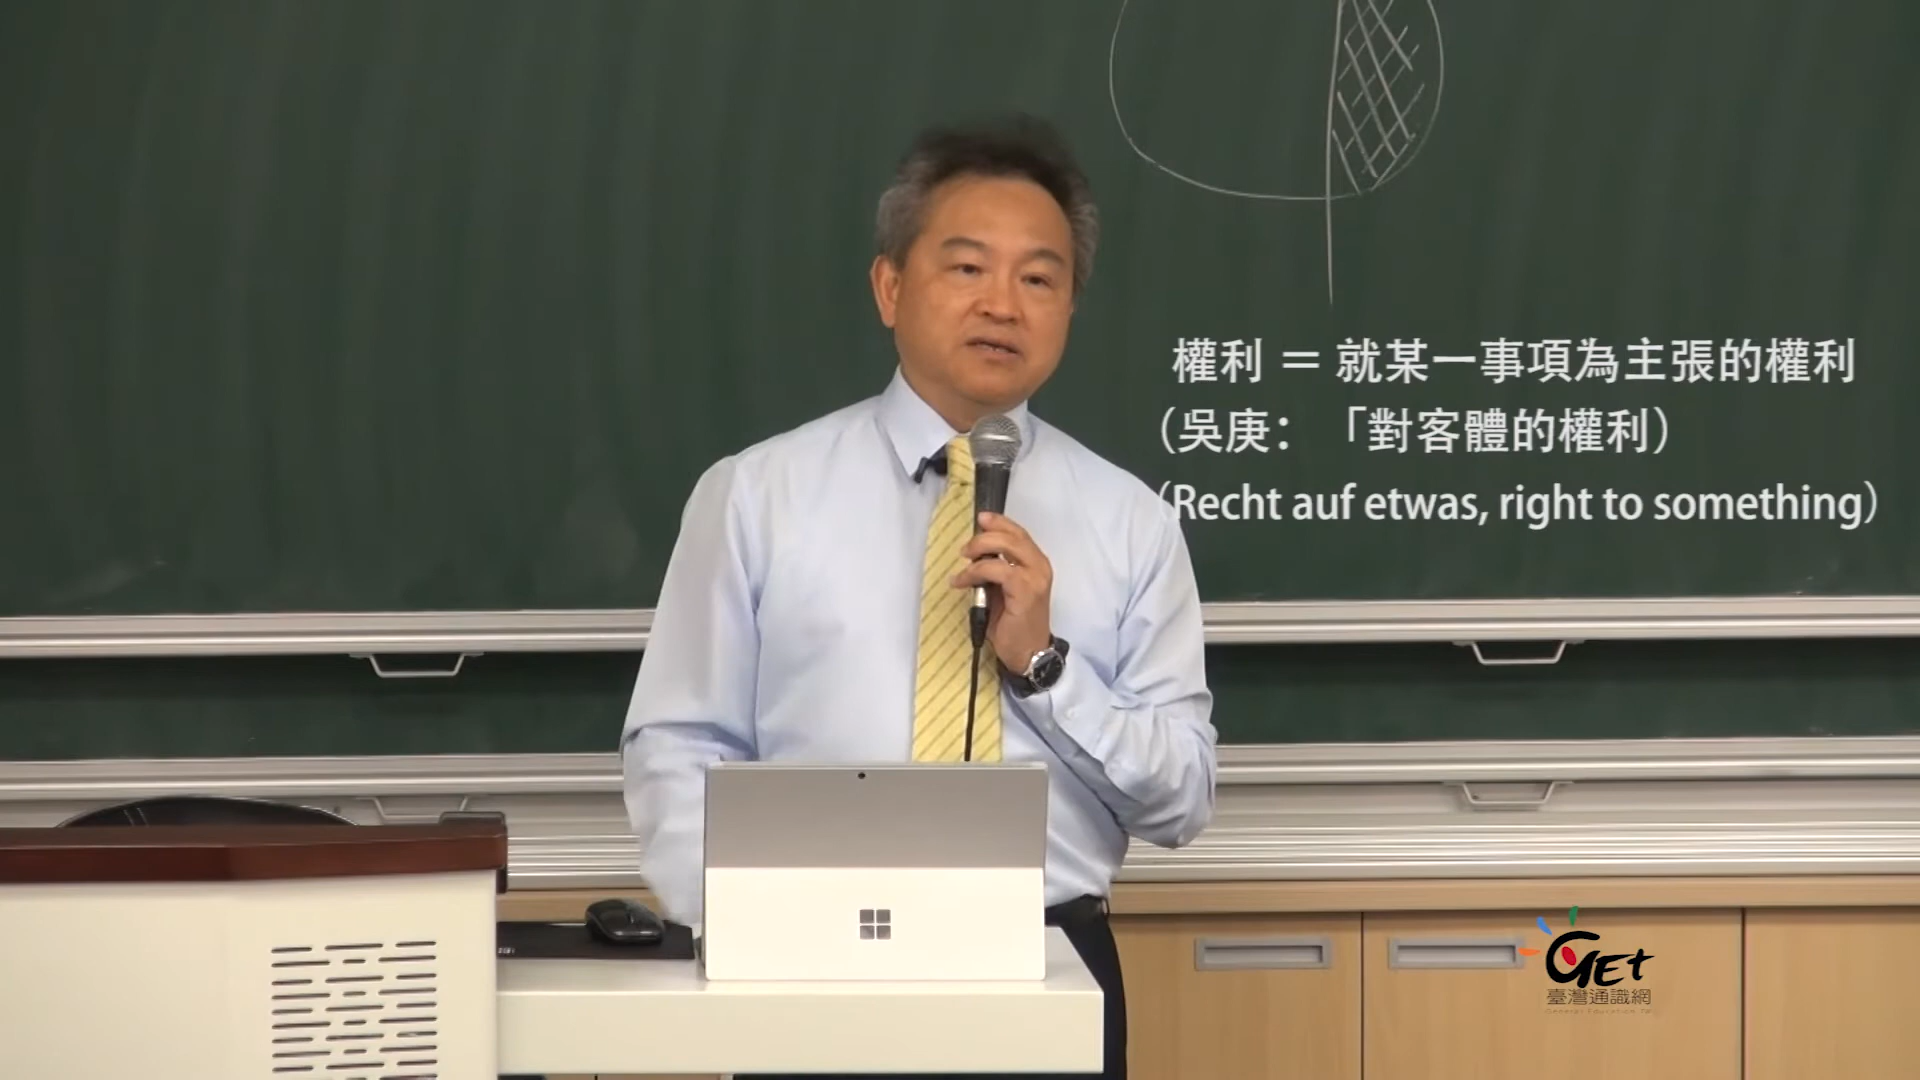 權利 = 就某一事項為主張的權利
（吳庚：「對客體的權利）
（Recht auf etwas, right to something）
GEt
臺灣通識網